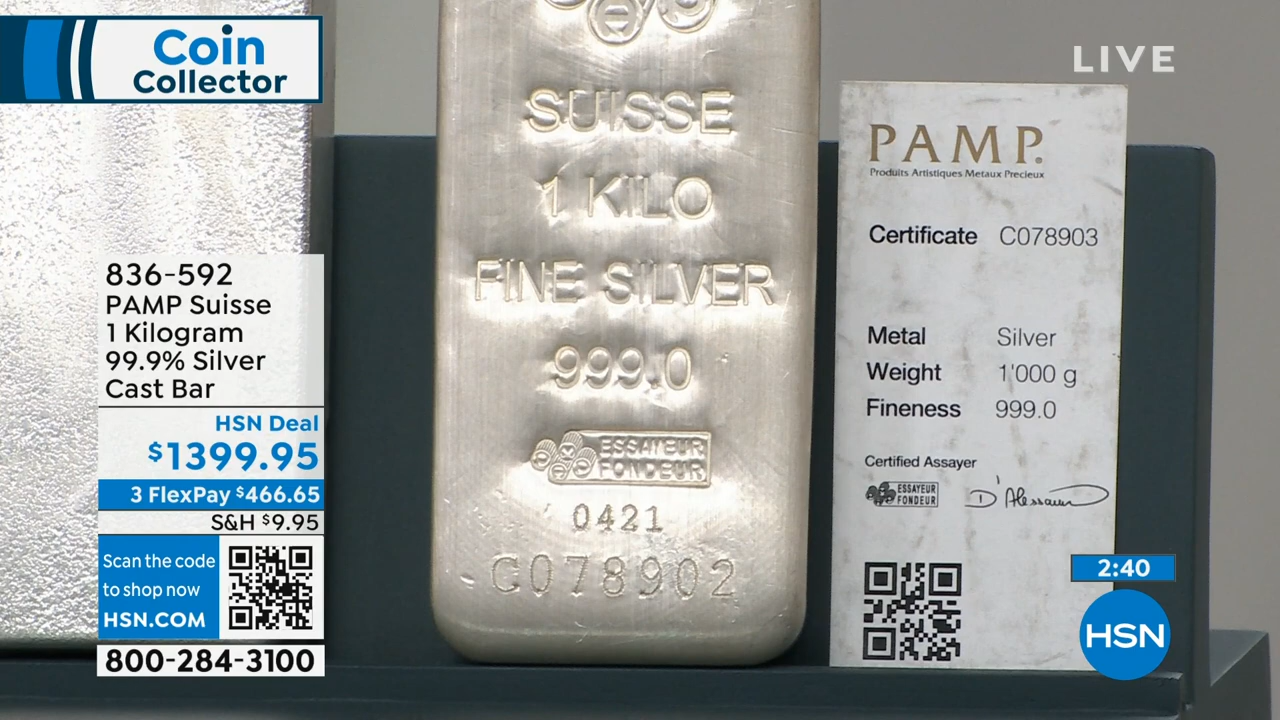 Coin
Collector
LIVE
836-592
PAMP Suisse
1 Kilogram
99.9% Silver
Cast Bar
HSN Deal
$1399.95
3 FlexPay $466.65
S&H $9.95
Scan the code
to shop now
HSN.COM
800-284-3100
SUISSE
1 KILO
FINE SILVER
999.0
ESSAYEUR
FONDEUR
0421
C078902
PAMP.
Produits Artistiques Metaux Precieux
Certificate C078903
Metal Silver
Weight 1'000 g
Fineness 999.0
Certified Assayer
ESSAYEUR
FONDEUR
D'Alessandro
2:40
HSN